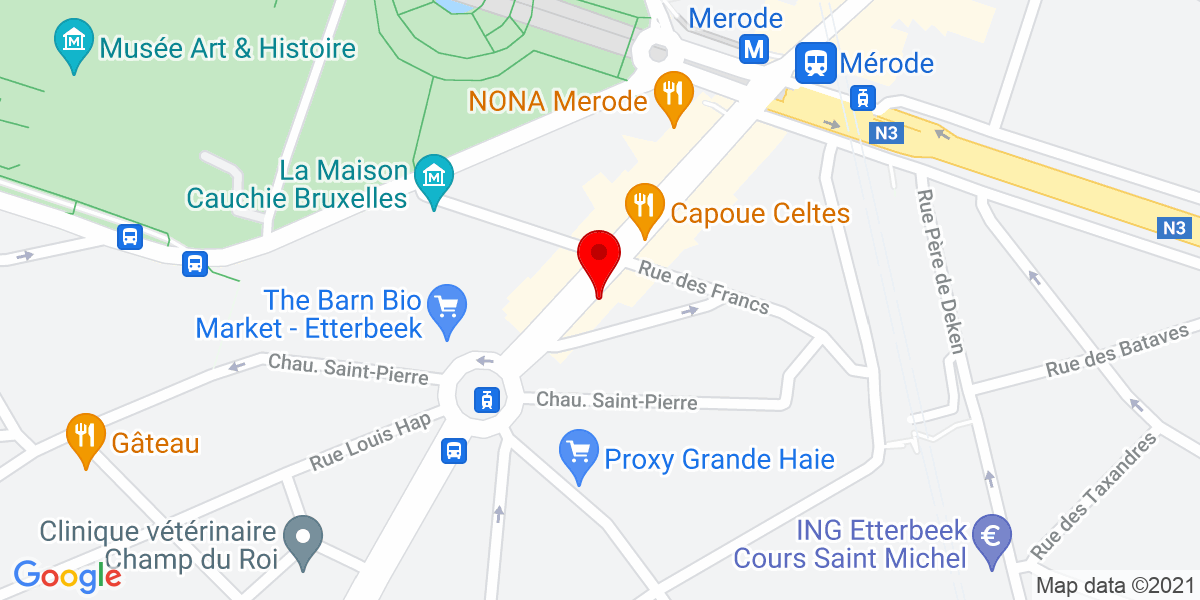 Merode
M
Musée Art & Histoire
Mérode
NONA Merode
N3
La Maison
Cauchie Bruxelles
Capoue Celtes
N3
Rue des Francs
Rue Père de Deken
The Barn Bio
Market - Etterbeek
Rue des Bataves
Chau. Saint-Pierre
Chau. Saint-Pierre
Rue Louis Hap
Gâteau
Proxy Grande Haie
Rue des Taxandres
Clinique vétérinaire
Champ du Roi
ING Etterbeek
Cours Saint Michel
€
Google
Map data ©2021